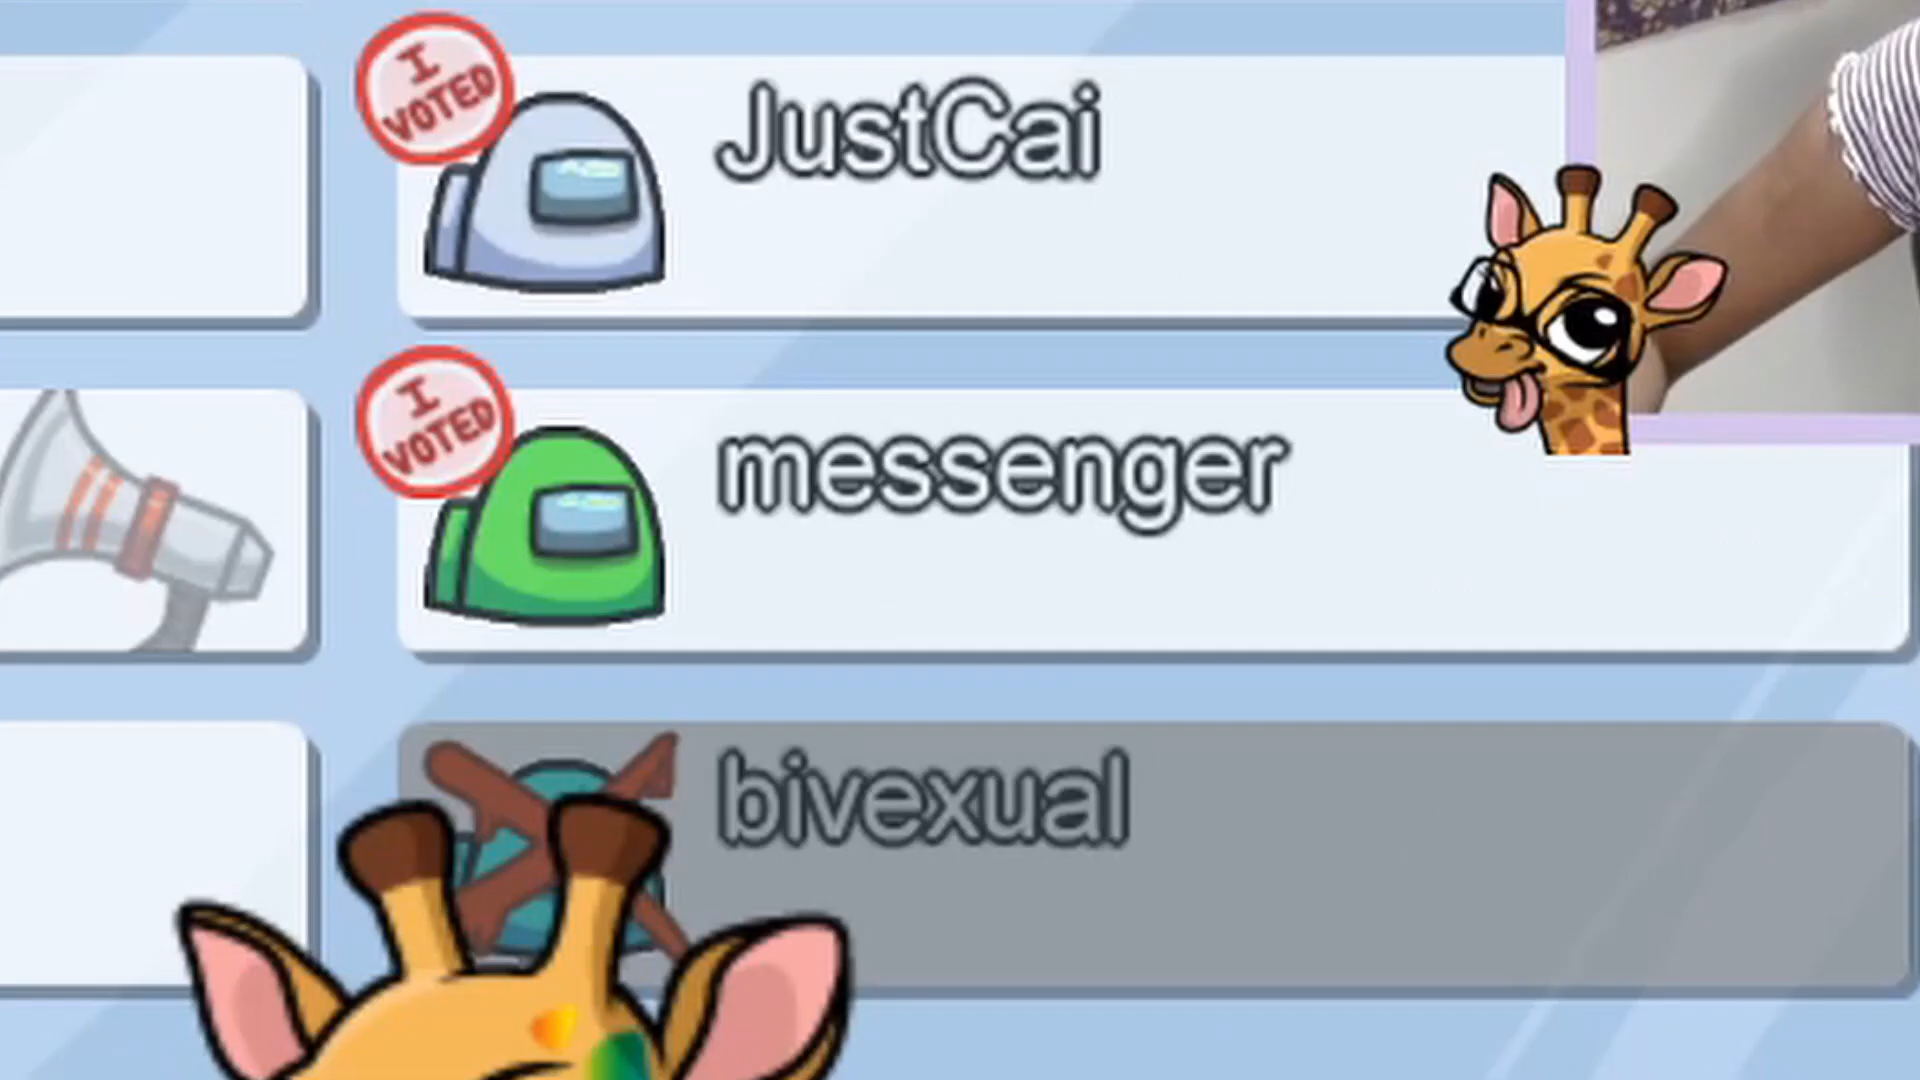 I
VOTED
JustCai
I
VOTED
messenger
bivexual